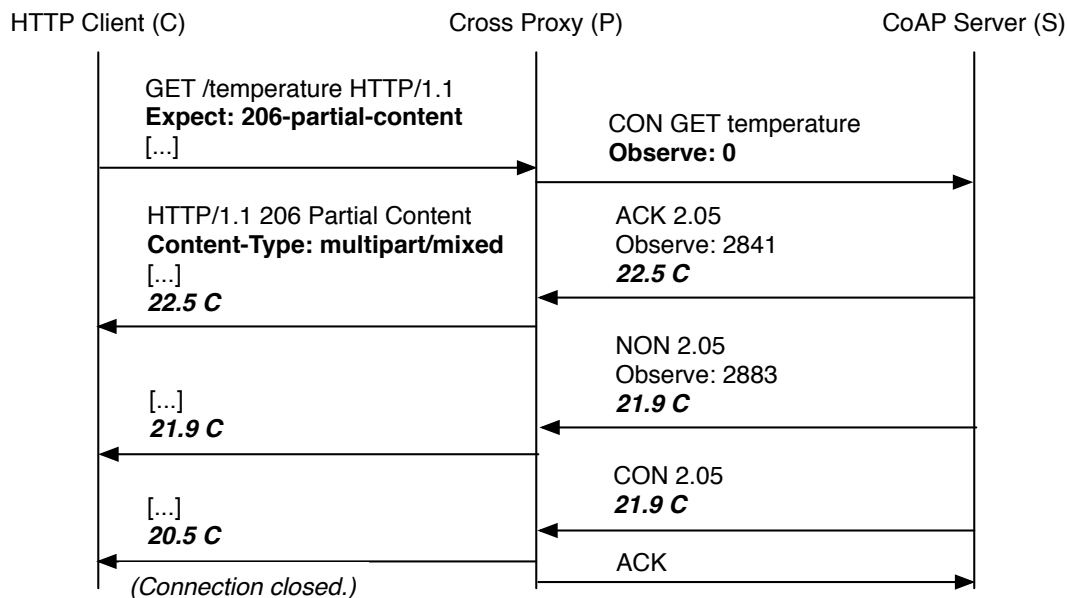 HTTP Client (C)
Cross Proxy (P)
CoAP Server (S)
GET /temperature HTTP/1.1
Expect: 206-partial-content
[...]
CON GET temperature
Observe: 0
HTTP/1.1 206 Partial Content
Content-Type: multipart/mixed
[...]
22.5 C
ACK 2.05
Observe: 2841
22.5 C
NON 2.05
Observe: 2883
21.9 C
[...]
21.9 C
CON 2.05
21.9 C
[...]
20.5 C
ACK
(Connection closed.)